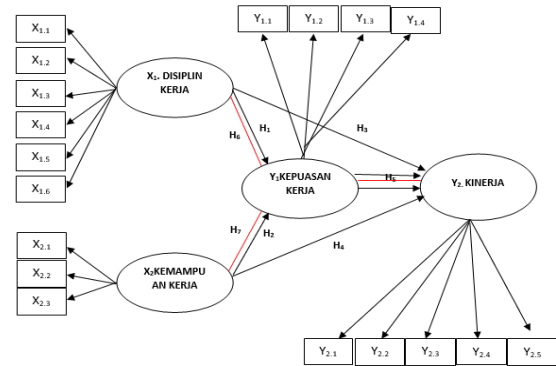 Y1.1 Y1.2 Y1.3 Y1.4
X1.1
X1.2
X1.3
X1.4
X1.5
X1.6
X1. DISIPLIN
KERJA
H6
H1
H3
Y1KEPUASAN
KERJA
H5
Y2. KINERJA
H7
H2
H4
X2.1
X2.2
X2.3
X2KEMAMPU
AN KERJA
Y2.1 Y2.2 Y2.3 Y2.4 Y2.5